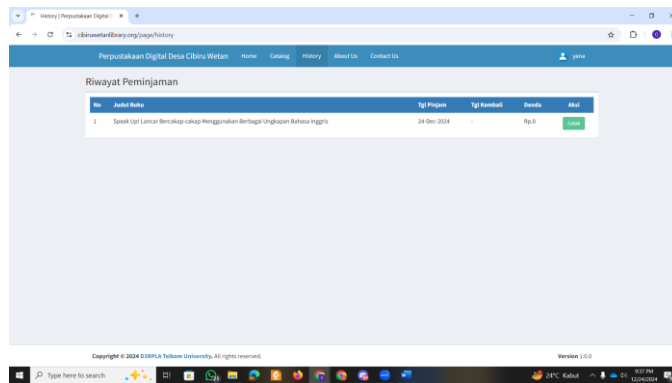 History | Perpustakaan Digital D
cibiruwetanlibrary.org/page/history
Perpustakaan Digital Desa Cibiru Wetan Home Catalog History About Us Contact Us yana
Riwayat Peminjaman
No Judul Buku Tgl Pinjam Tgl Kembali Denda Aksi
1 Speak Up! Lancar Bercakap-cakap Menggunakan Berbagai Ungkapan Bahasa Inggris 24-Dec-2024 - Rp.0 Cetak
Copyright © 2024 D3RPLA Telkom University. All rights reserved. Version 1.0.0
Type here to search 24°C Kabut 9:37 PM
12/24/2024